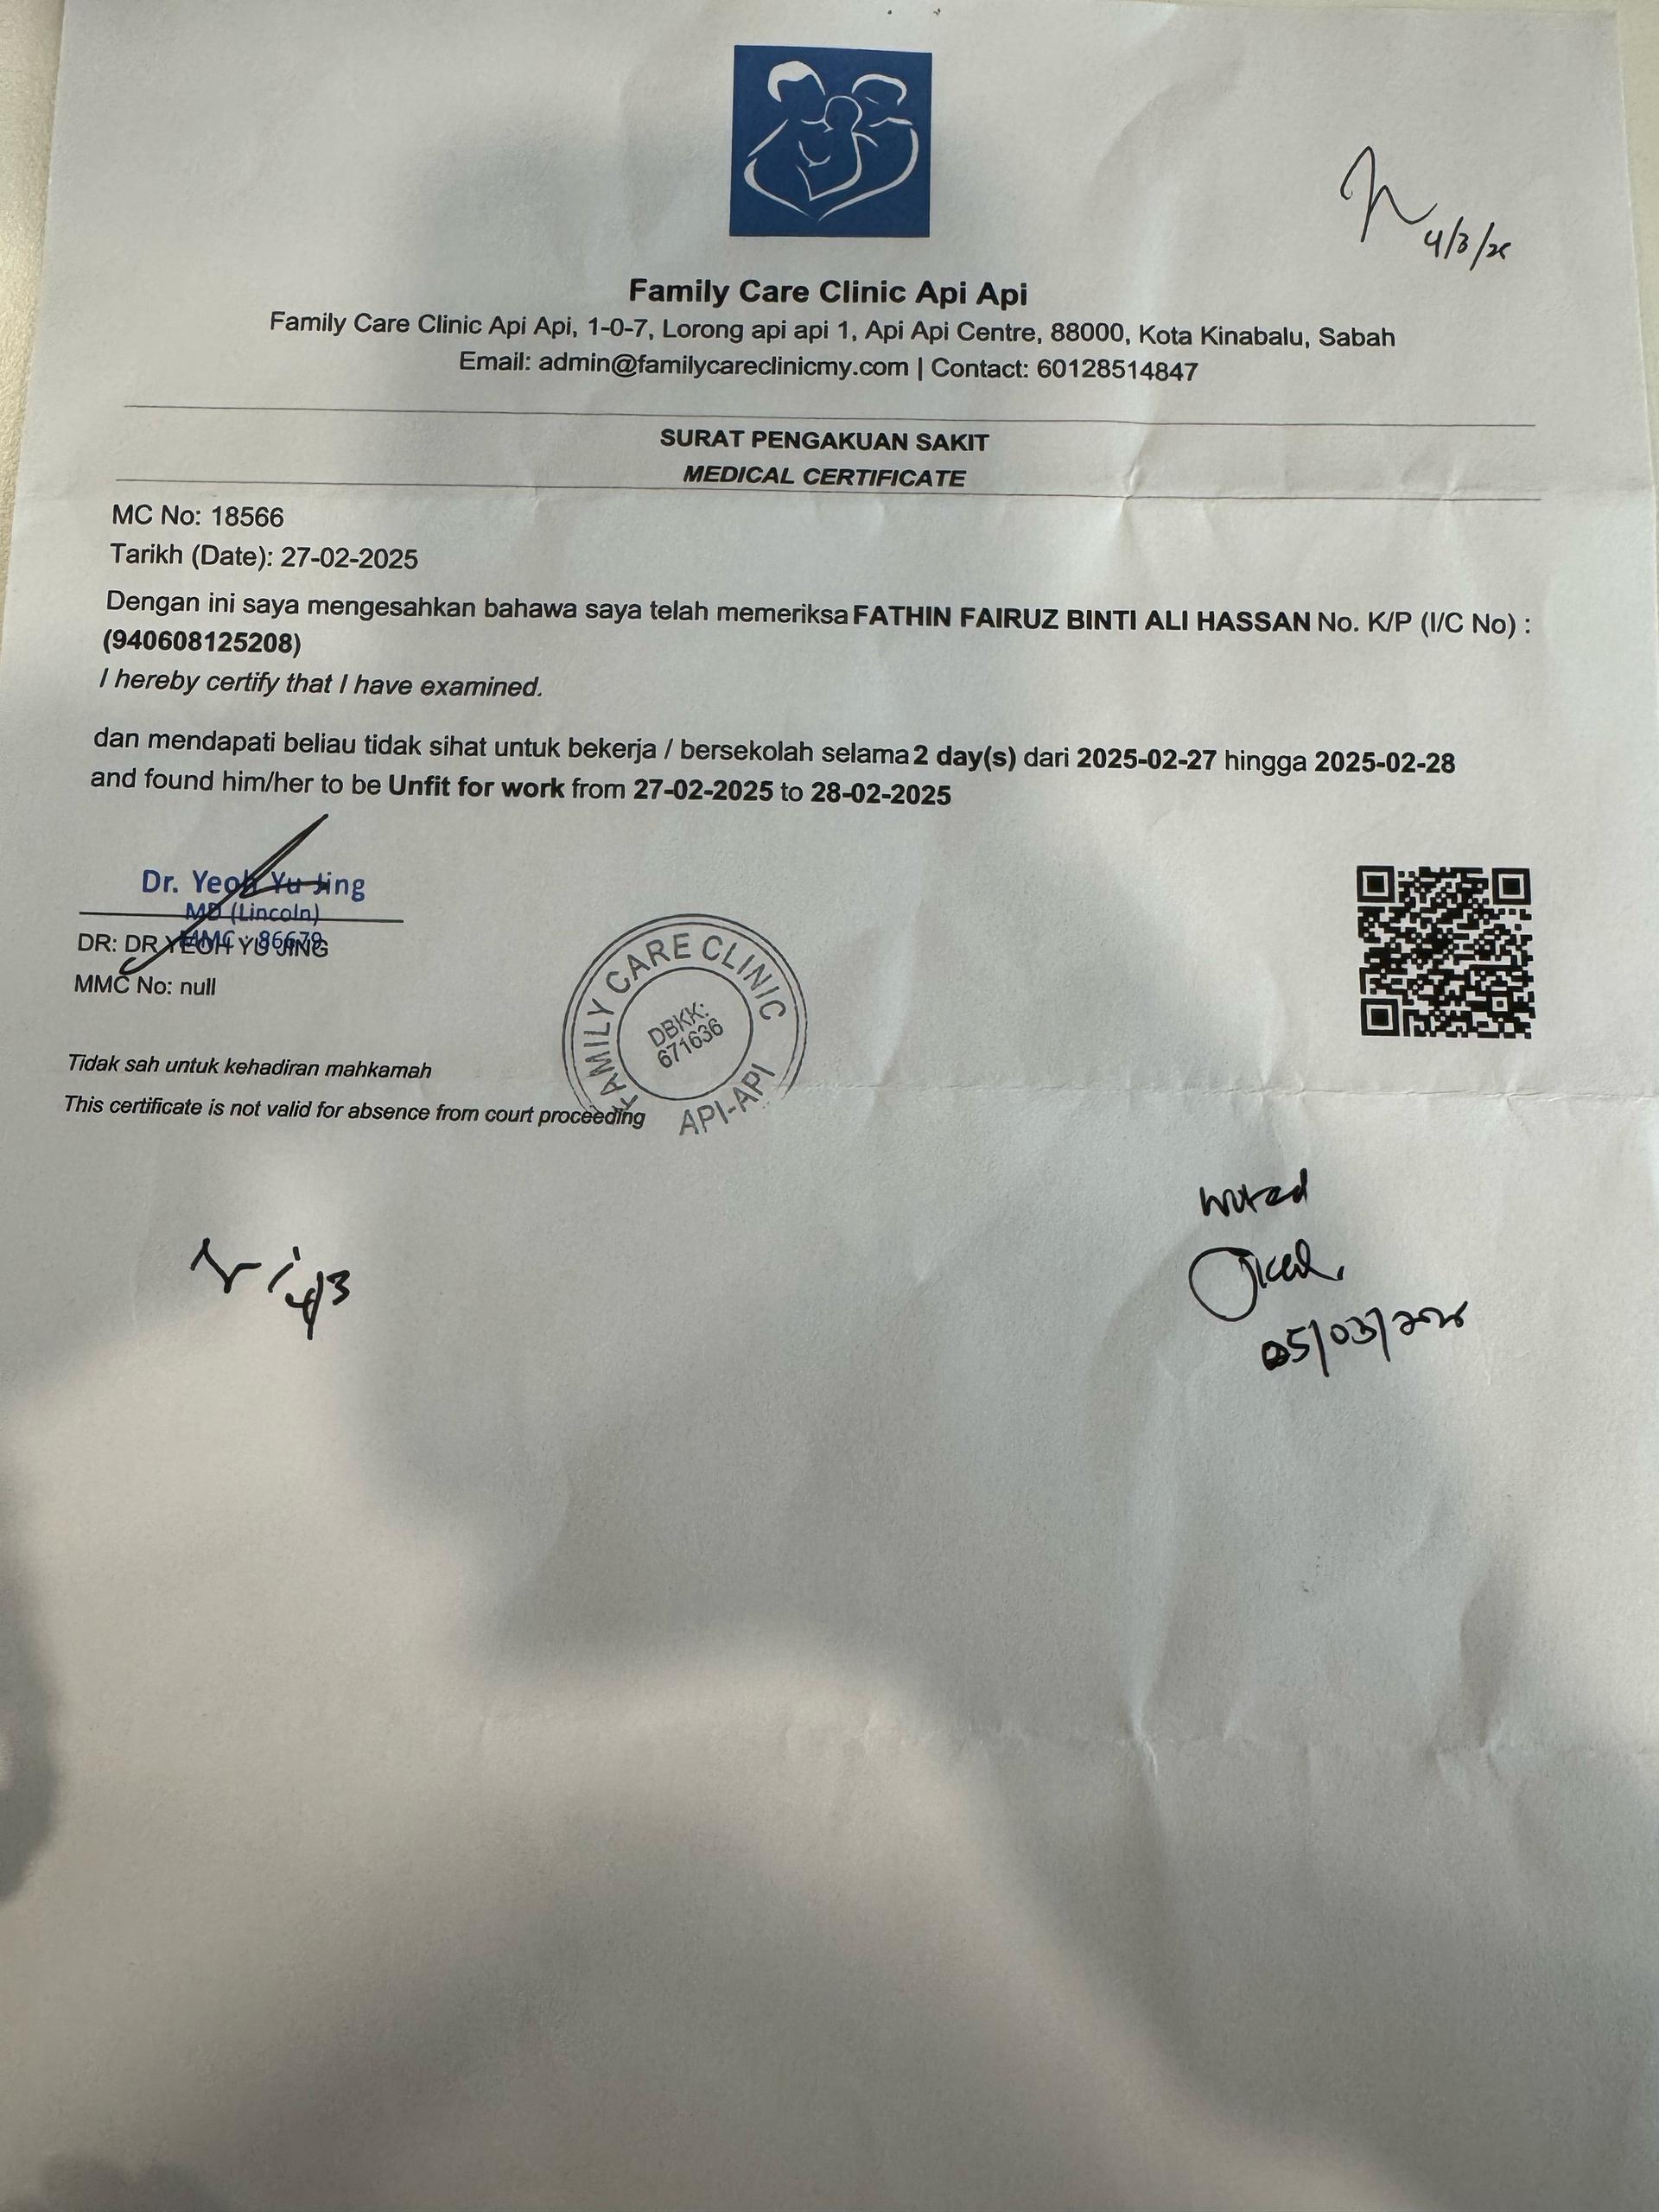 4/3/25
Family Care Clinic Api Api
Family Care Clinic Api Api, 1-0-7, Lorong api api 1, Api Api Centre, 88000, Kota Kinabalu, Sabah
Email: admin@familycareclinicmy.com | Contact: 60128514847
SURAT PENGAKUAN SAKIT
MEDICAL CERTIFICATE
MC No: 18566
Tarikh (Date): 27-02-2025
Dengan ini saya mengesahkan bahawa saya telah memeriksa FATHIN FAIRUZ BINTI ALI HASSAN No. K/P (I/C No) :
(940608125208)
I hereby certify that I have examined.
dan mendapati beliau tidak sihat untuk bekerja / bersekolah selama 2 day(s) dari 2025-02-27 hingga 2025-02-28
and found him/her to be Unfit for work from 27-02-2025 to 28-02-2025
Dr. Yeoh Yu Jing
MD (Lincoln)
MMC : 86679
DR: DR YEOH YU JING
MMC No: null
FAMILY CARE CLINIC
DBKK:
671636
API-API
Tidak sah untuk kehadiran mahkamah
This certificate is not valid for absence from court proceeding
4/3
05/03/2025